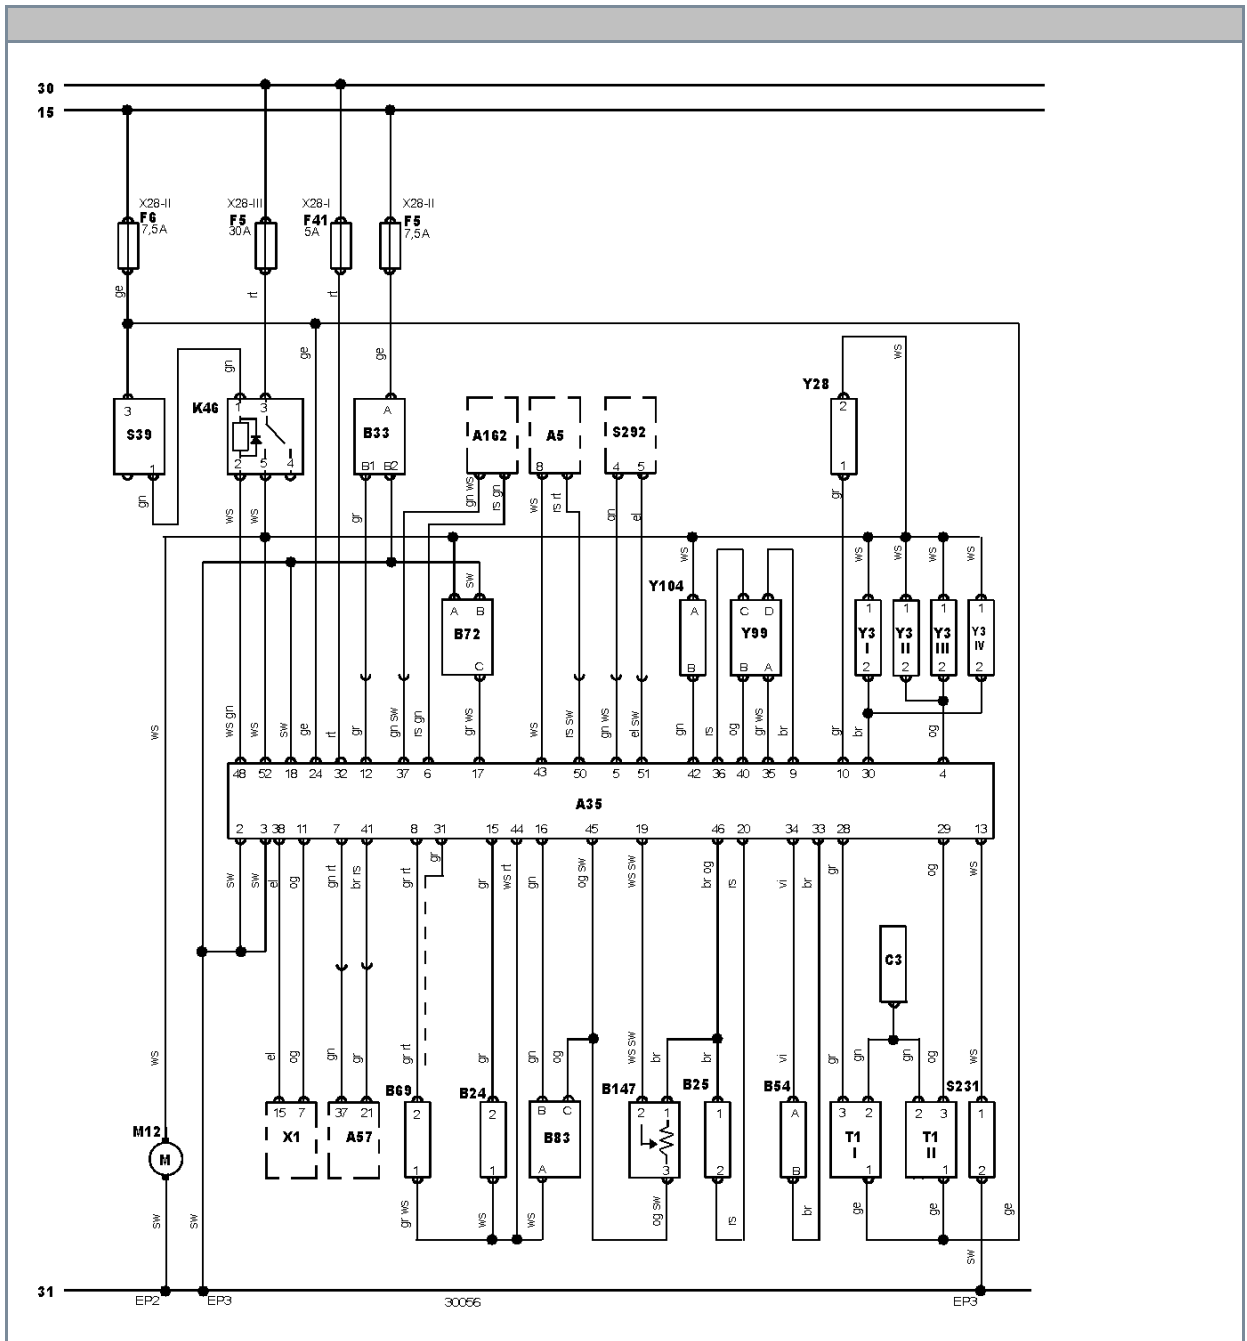 30
15
X28-II X28-III X28-I X28-II
F6 F5 F41 F5
7,5A 30A 5A 7,5A
ge rt rt
gn ge ge ws
Y28
K46 1 3 A 2
3 S39 B33 A162 A5 S292
1 2 5 4 B1 B2 8 4 5 1
gn ws ws gr gn ws rs gn ws rs rt gn el gr
sw ws ws ws ws ws
Y104
A B A C D 1 1 1 1
B72 Y99 Y3 I Y3 II Y3 III Y3 IV
C B B A 2 2 2 2
ws ws gn ws sw ge rt gr gn sw rs gn gr ws ws rs sw gn ws el sw gn rs og gr ws br gr br og
48 52 18 24 32 12 37 6 17 43 50 5 51 42 36 40 35 9 10 30 4
A35
2 3 38 11 7 41 8 31 15 44 16 45 19 46 20 34 33 28 29 13
sw sw el og gn rt br rs gr rt gr gr ws rt gn og sw ws sw br og rs vi br gr og ws
C3
ws el og gn gr gr rt gr gn og ws sw br br vi gr gn gn og ws
B69 B24 B147 B25 B54 S231
15 7 37 21 2 2 B C 2 1 1 A 3 2 2 3 1
M12 X1 A57 B83 T1 I T1 II
M 1 1 A 3 2 B 1 1 2
sw sw gr ws ws ws og sw rs br ge ge ge
sw
31
EP2 EP3 30056 EP3